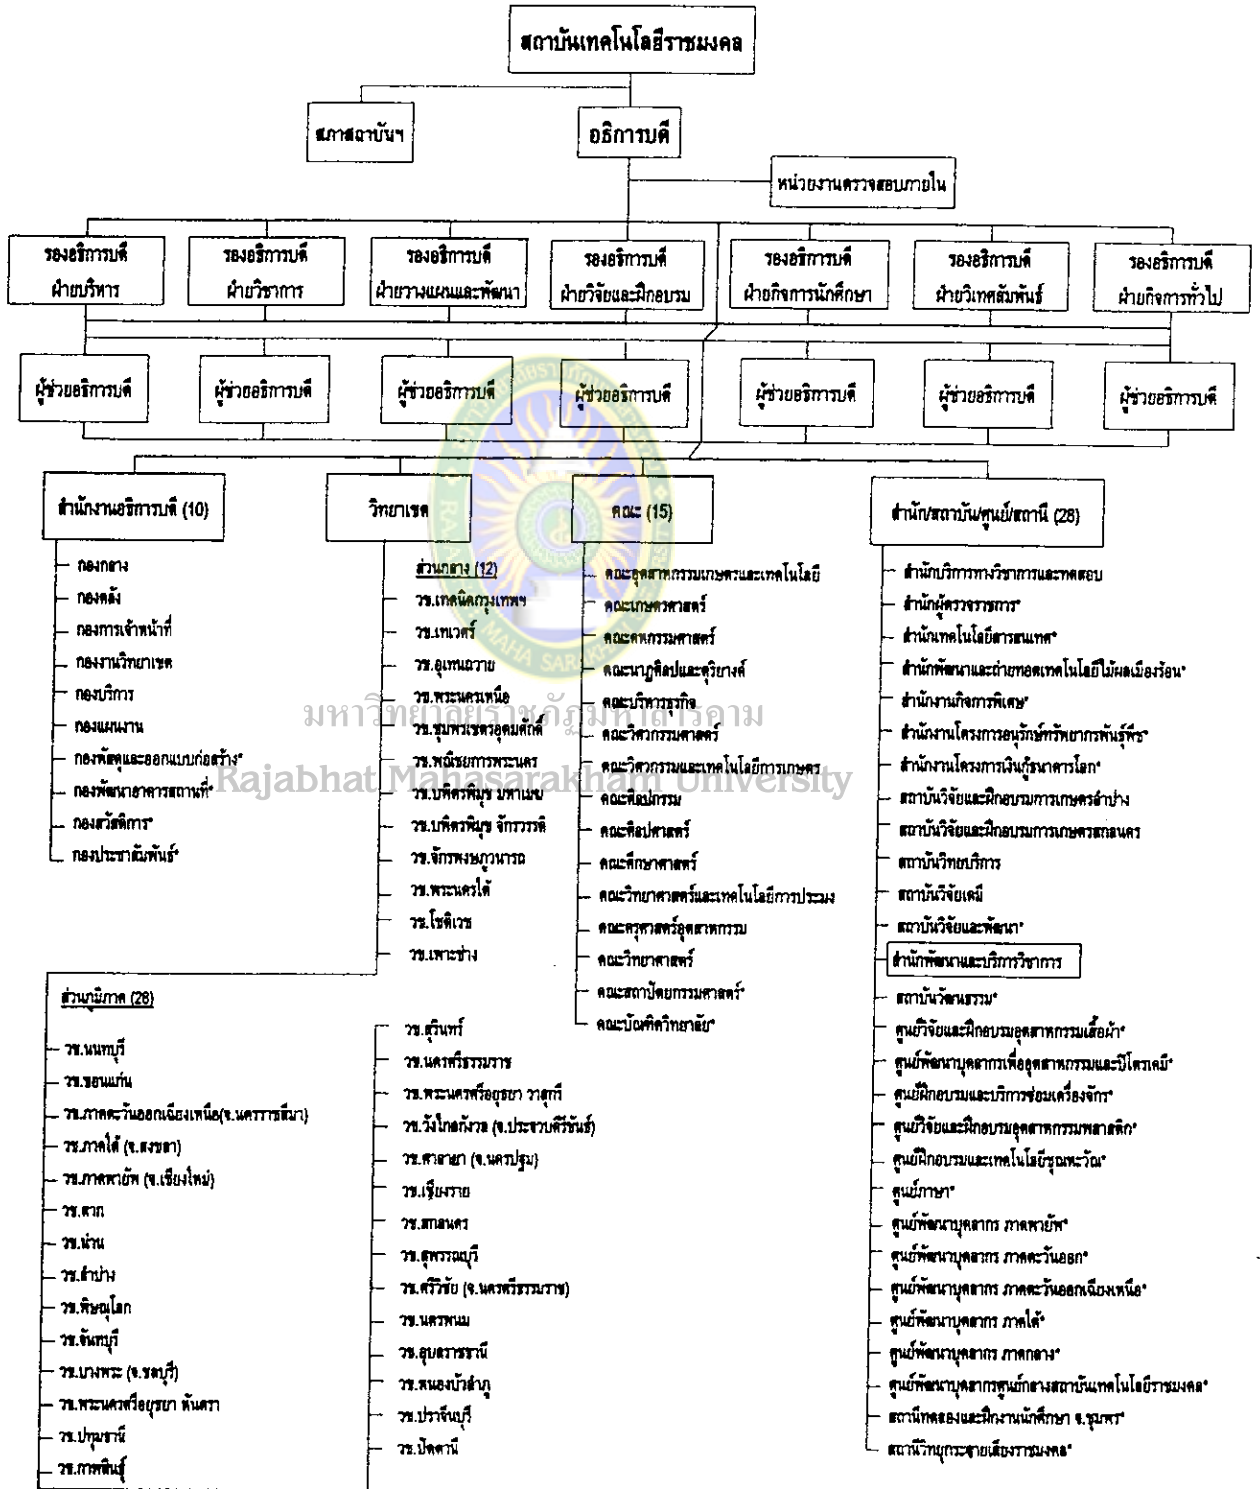 สถาบันเทคโนโลยีราชมงคล
สภาสถาบันฯ
อธิการบดี
หน่วยงานตรวจสอบภายใน
รองอธิการบดี
ฝ่ายบริหาร
รองอธิการบดี
ฝ่ายวิชาการ
รองอธิการบดี
ฝ่ายวางแผนและพัฒนา
รองอธิการบดี
ฝ่ายวิจัยและฝึกอบรม
รองอธิการบดี
ฝ่ายกิจการนักศึกษา
รองอธิการบดี
ฝ่ายวิเทศสัมพันธ์
รองอธิการบดี
ฝ่ายกิจการทั่วไป
ผู้ช่วยอธิการบดี
ผู้ช่วยอธิการบดี
ผู้ช่วยอธิการบดี
ผู้ช่วยอธิการบดี
ผู้ช่วยอธิการบดี
ผู้ช่วยอธิการบดี
ผู้ช่วยอธิการบดี
สำนักงานอธิการบดี (10)
กองกลาง
กองคลัง
กองการเจ้าหน้าที่
กองงานวิทยาเขต
กองบริการ
กองแผนงาน
กองพัสดุและออกแบบก่อสร้าง*
กองพัฒนาอาคารสถานที่*
กองสวัสดิการ*
กองประชาสัมพันธ์*
วิทยาเขต
ส่วนกลาง (12)
วข.เทคนิคกรุงเทพฯ
วข.เทเวศร์
วข.อุเทนถวาย
วข.พระนครเหนือ
วข.ชุมพรเขตรอุดมศักดิ์
วข.พณิชยการพระนคร
วข.บพิตรพิมุข มหาเมฆ
วข.บพิตรพิมุข จักรวรรดิ
วข.จักรพงษภูวนารถ
วข.พระนครใต้
วข.โชติเวช
วข.เพาะช่าง
ส่วนภูมิภาค (28)
วข.นนทบุรี
วข.ขอนแก่น
วข.ภาคตะวันออกเฉียงเหนือ(จ.นครราชสีมา)
วข.ภาคใต้ (จ.สงขลา)
วข.ภาคพายัพ (จ.เชียงใหม่)
วข.ตาก
วข.น่าน
วข.ลำปาง
วข.พิษณุโลก
วข.จันทบุรี
วข.บางพระ (จ.ชลบุรี)
วข.พระนครศรีอยุธยา หันตรา
วข.ปทุมธานี
วข.กาฬสินธุ์
วข.สุรินทร์
วข.นครศรีธรรมราช
วข.พระนครศรีอยุธยา วาสุกรี
วข.วังไกลกังวล (จ.ประจวบคีรีขันธ์)
วข.ศาลายา (จ.นครปฐม)
วข.เชียงราย
วข.สกลนคร
วข.สุพรรณบุรี
วข.ศรีวิชัย (จ.นครศรีธรรมราช)
วข.นครพนม
วข.อุบลราชธานี
วข.หนองบัวลำภู
วข.ปราจีนบุรี
วข.ปัตตานี
คณะ (15)
คณะอุตสาหกรรมเกษตรและเทคโนโลยี
คณะเกษตรศาสตร์
คณะคหกรรมศาสตร์
คณะนาฏศิลปและดุริยางค์
คณะบริหารธุรกิจ
คณะวิศวกรรมศาสตร์
คณะวิศวกรรมและเทคโนโลยีการเกษตร
คณะศิลปกรรม
คณะศิลปศาสตร์
คณะศึกษาศาสตร์
คณะวิทยาศาสตร์และเทคโนโลยีการประมง
คณะครุศาสตร์อุตสาหกรรม
คณะวิทยาศาสตร์
คณะสถาปัตยกรรมศาสตร์*
คณะบัณฑิตวิทยาลัย*
สำนัก/สถาบัน/ศูนย์/สถานี (28)
สำนักบริการทางวิชาการและทดสอบ
สำนักผู้ตรวจราชการ*
สำนักเทคโนโลยีสารสนเทศ*
สำนักพัฒนาและถ่ายทอดเทคโนโลยีไม้ผลเมืองร้อน*
สำนักงานกิจการพิเศษ*
สำนักงานโครงการอนุรักษ์ทรัพยากรพันธุ์พืช*
สำนักงานโครงการเงินกู้ธนาคารโลก*
สถาบันวิจัยและฝึกอบรมการเกษตรลำปาง
สถาบันวิจัยและฝึกอบรมการเกษตรสกลนคร
สถาบันวิทยบริการ
สถาบันวิจัยเคมี
สถาบันวิจัยและพัฒนา*
สำนักพัฒนาและบริการวิชาการ
สถาบันวัฒนธรรม*
ศูนย์วิจัยและฝึกอบรมอุตสาหกรรมเสื้อผ้า*
ศูนย์พัฒนาบุคลากรเพื่ออุตสาหกรรมและปิโตรเคมี*
ศูนย์ฝึกอบรมและบริการซ่อมเครื่องจักร*
ศูนย์วิจัยและฝึกอบรมอุตสาหกรรมพลาสติก*
ศูนย์ฝึกอบรมและเทคโนโลยีชุณหะวัณ*
ศูนย์ภาษา*
ศูนย์พัฒนาบุคลากร ภาคพายัพ*
ศูนย์พัฒนาบุคลากร ภาคตะวันออก*
ศูนย์พัฒนาบุคลากร ภาคตะวันออกเฉียงเหนือ*
ศูนย์พัฒนาบุคลากร ภาคใต้*
ศูนย์พัฒนาบุคลากร ภาคกลาง*
ศูนย์พัฒนาบุคลากรศูนย์กลางสถาบันเทคโนโลยีราชมงคล*
สถานีทดลองและฝึกงานนักศึกษา จ.ชุมพร*
สถานีวิทยุกระจายเสียงราชมงคล*
มหาวิทยาลัยราชภัฏมหาสารคาม
Rajabhat Mahasarakham University